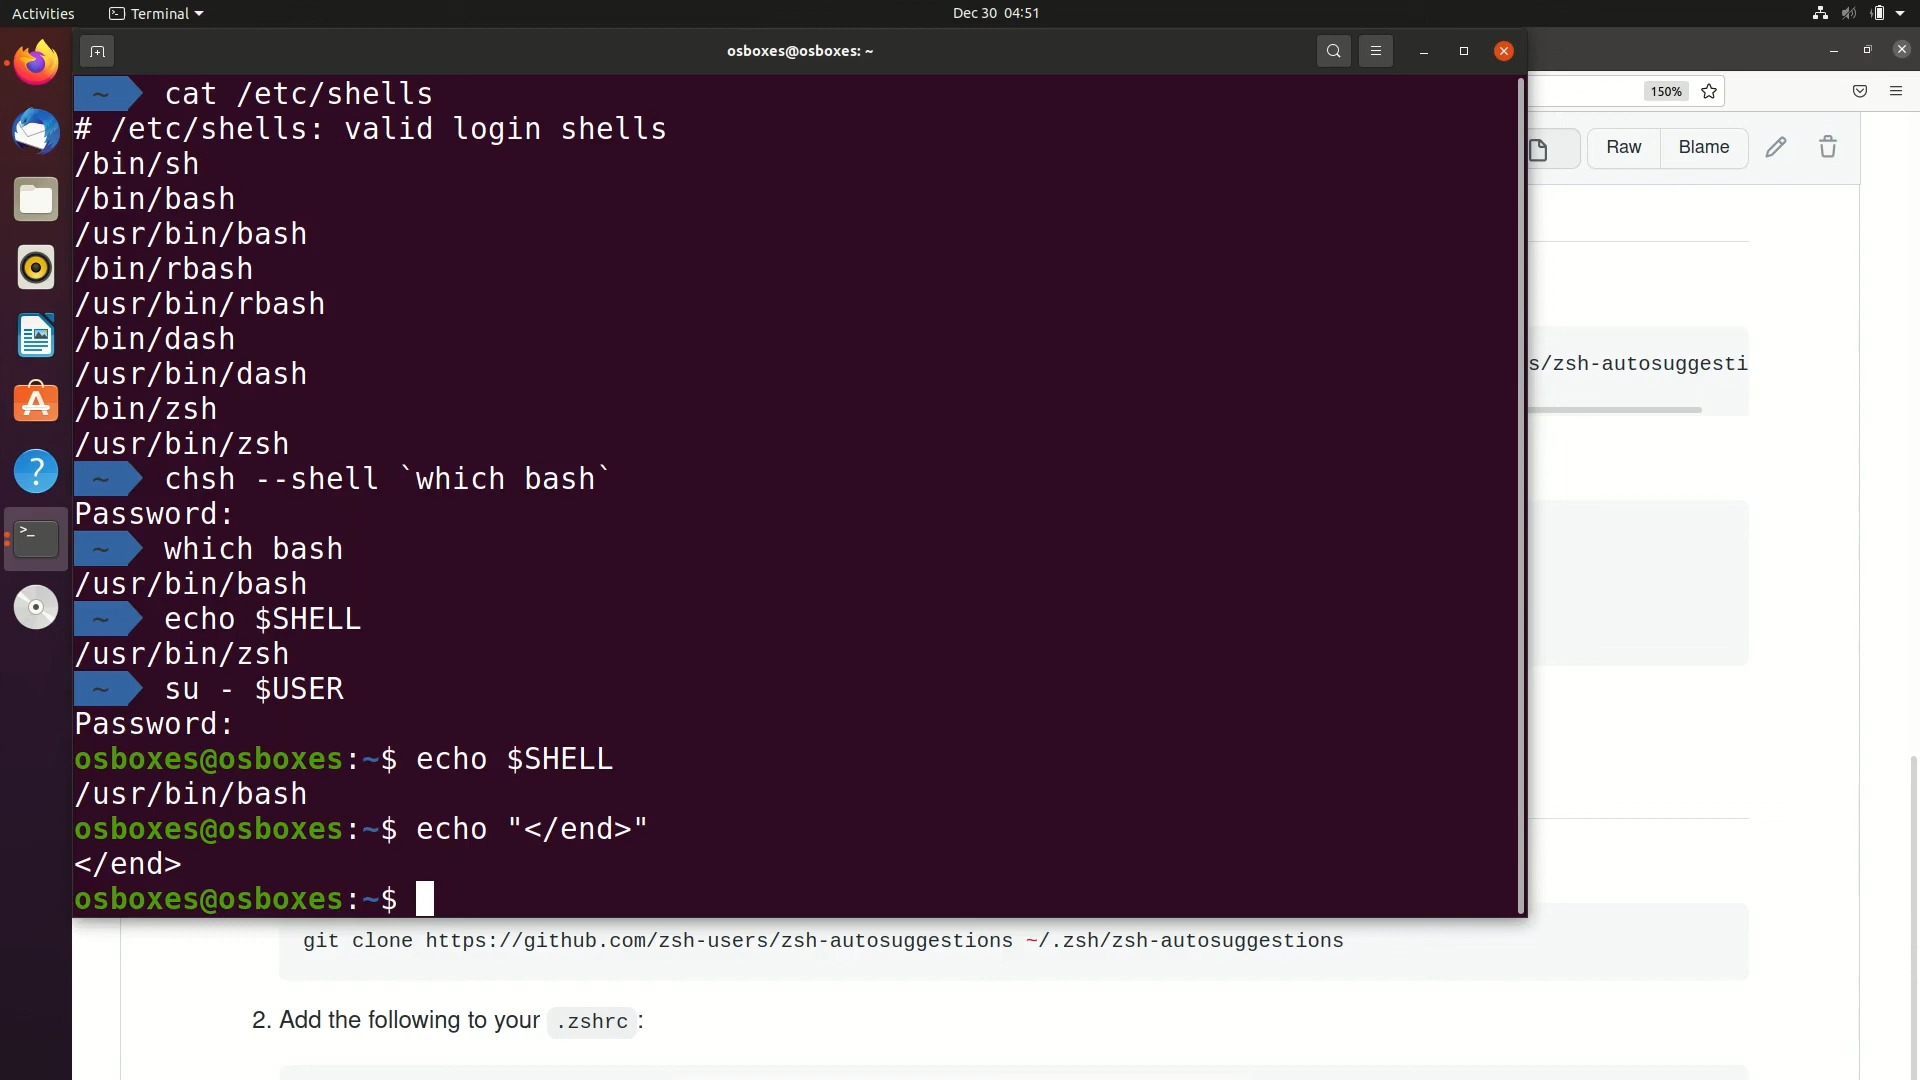 Activities Terminal Dec 30 04:51
osboxes@osboxes: ~
~ cat /etc/shells
# /etc/shells: valid login shells
/bin/sh
/bin/bash
/usr/bin/bash
/bin/rbash
/usr/bin/rbash
/bin/dash
/usr/bin/dash
/bin/zsh
/usr/bin/zsh
~ chsh --shell `which bash`
Password:
~ which bash
/usr/bin/bash
~ echo $SHELL
/usr/bin/zsh
~ su - $USER
Password:
osboxes@osboxes:~$ echo $SHELL
/usr/bin/bash
osboxes@osboxes:~$ echo "</end>"
</end>
osboxes@osboxes:~$
150%
Raw Blame
s/zsh-autosuggesti
git clone https://github.com/zsh-users/zsh-autosuggestions ~/.zsh/zsh-autosuggestions
2. Add the following to your .zshrc: